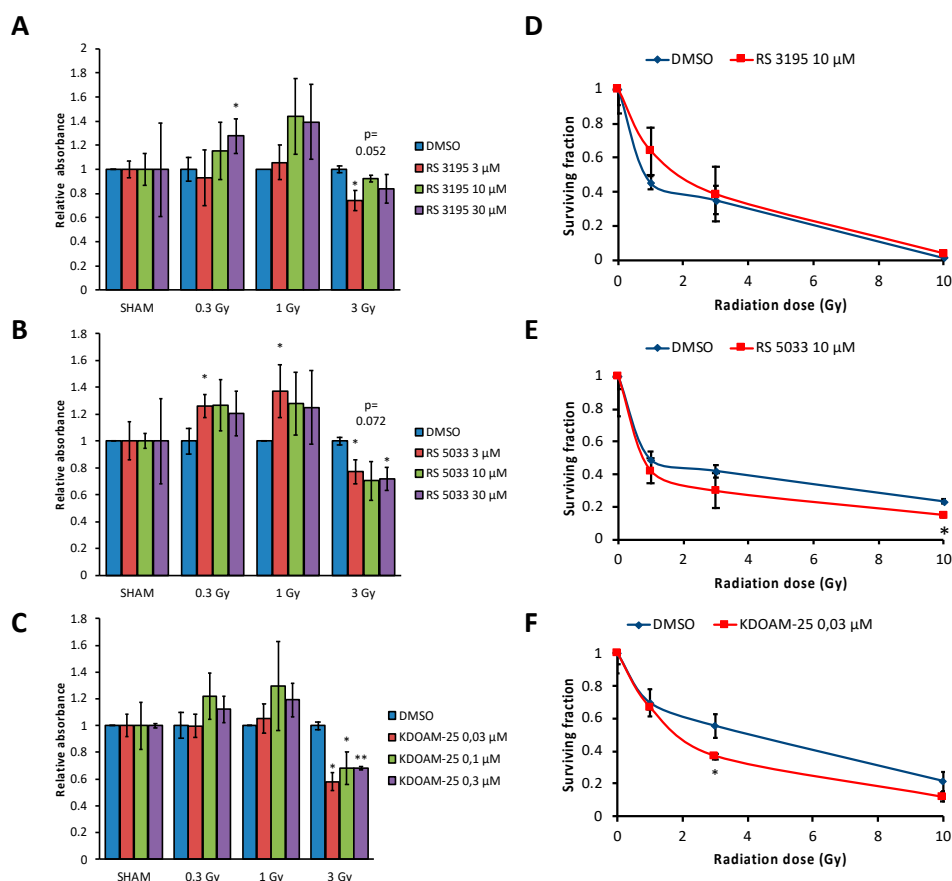 A
2
1.8
1.6
1.4
1.2
1
0.8
0.6
0.4
0.2
0
Relative absorbance
*
p=
0.052
*
DMSO
RS 3195 3 µM
RS 3195 10 µM
RS 3195 30 µM
SHAM
0.3 Gy
1 Gy
3 Gy
B
1.8
1.6
1.4
1.2
1
0.8
0.6
0.4
0.2
0
Relative absorbance
*
*
p=
0.072
*
*
DMSO
RS 5033 3 µM
RS 5033 10 µM
RS 5033 30 µM
SHAM
0.3 Gy
1 Gy
3 Gy
C
1.8
1.6
1.4
1.2
1
0.8
0.6
0.4
0.2
0
Relative absorbance
*
*
**
DMSO
KDOAM-25 0,03 µM
KDOAM-25 0,1 µM
KDOAM-25 0,3 µM
SHAM
0.3 Gy
1 Gy
3 Gy
D
DMSO
RS 3195 10 µM
1
0.8
0.6
0.4
0.2
0
Surviving fraction
0 2 4 6 8 10
Radiation dose (Gy)
E
DMSO
RS 5033 10 µM
1
0.8
0.6
0.4
0.2
0
Surviving fraction
*
0 2 4 6 8 10
Radiation dose (Gy)
F
DMSO
KDOAM-25 0,03 µM
1
0.8
0.6
0.4
0.2
0
Surviving fraction
*
0 2 4 6 8 10
Radiation dose (Gy)